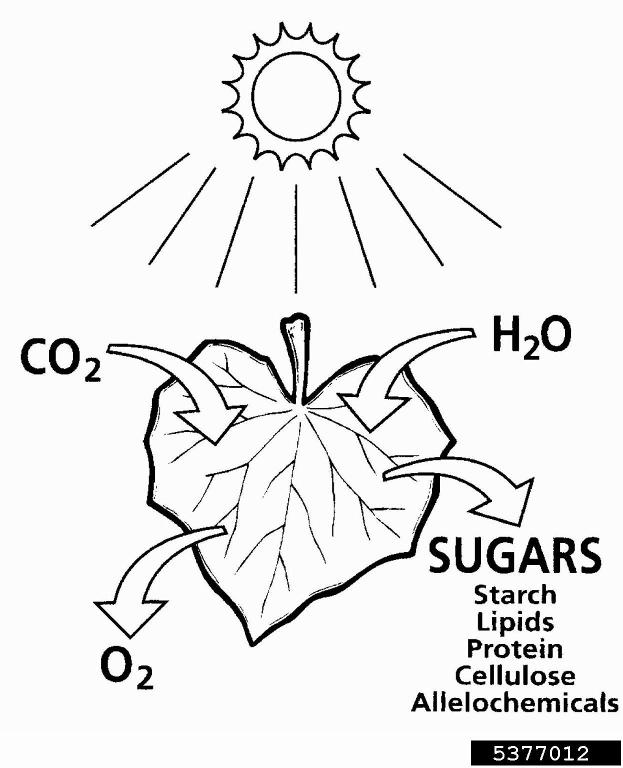 CO₂
H₂O
SUGARS
Starch
Lipids
Protein
Cellulose
Allelochemicals
O₂
5377012